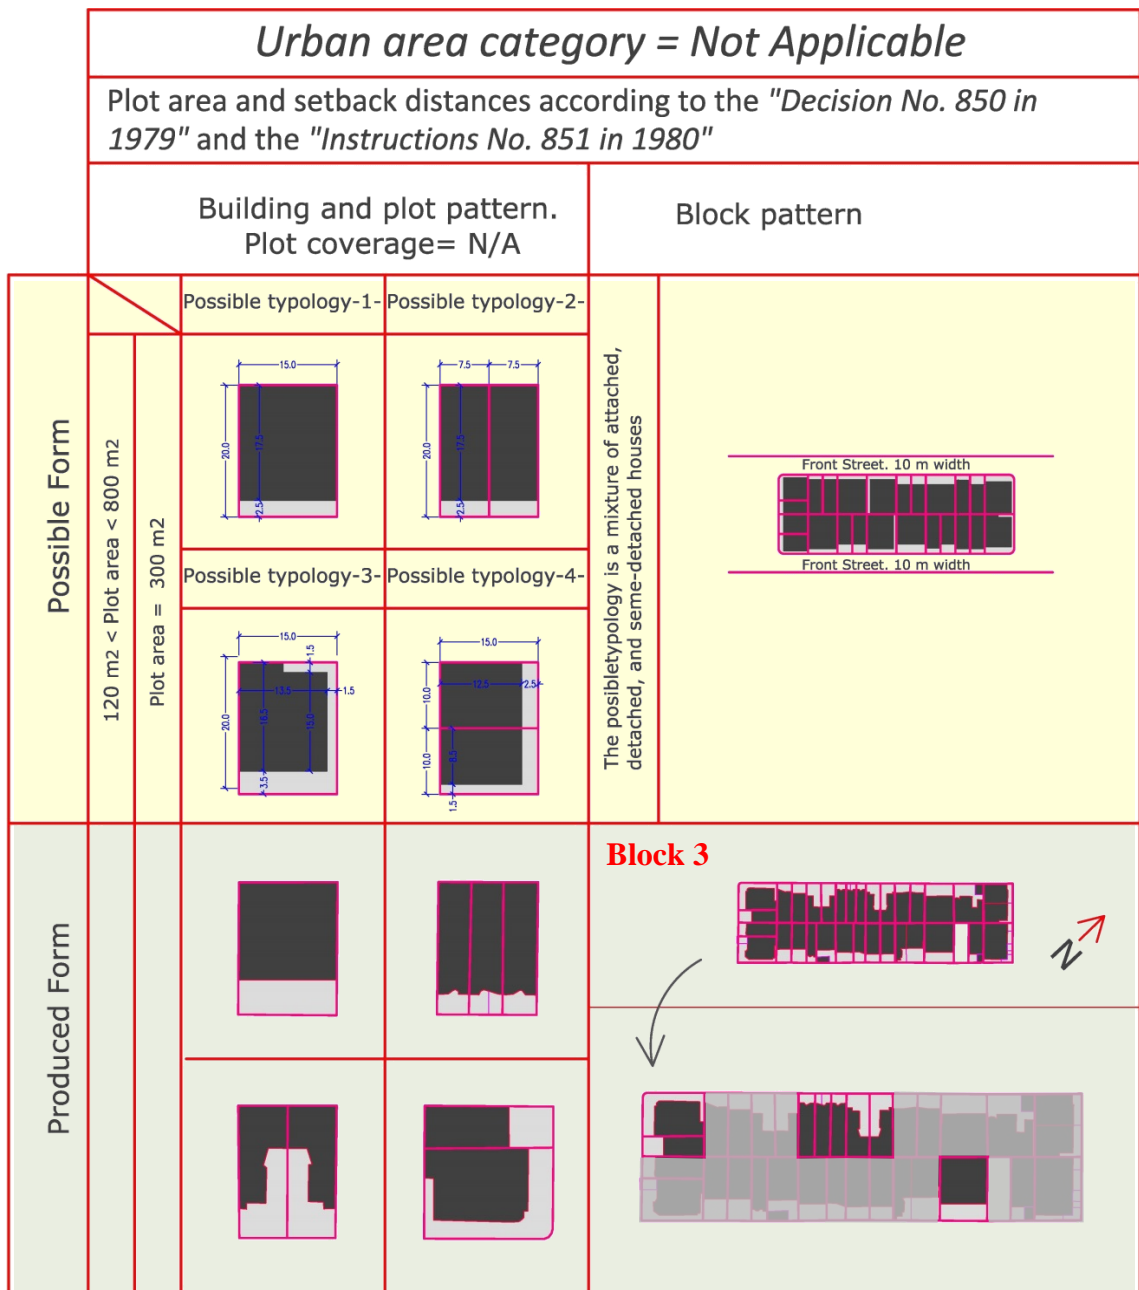 Urban area category = Not Applicable
Plot area and setback distances according to the "Decision No. 850 in
1979" and the "Instructions No. 851 in 1980"
Building and plot pattern.
Plot coverage= N/A
Block pattern
Possible Form
120 m2 < Plot area < 800 m2
Plot area = 300 m2
Possible typology-1-
Possible typology-2-
15.0
20.0
17.5
2.5
7.5
7.5
20.0
17.5
2.5
Possible typology-3-
Possible typology-4-
15.0
1.5
13.5
1.5
20.0
16.5
15.0
3.5
15.0
12.5
2.5
10.0
10.0
8.5
1.5
The posibletypology is a mixture of attached,
detached, and seme-detached houses
Front Street. 10 m width
Front Street. 10 m width
Produced Form
Block 3
N